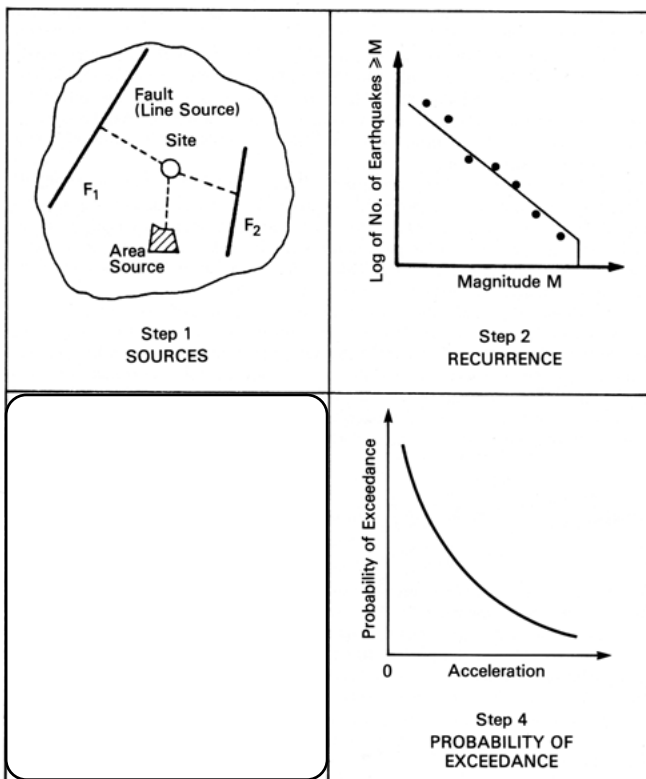 Fault
(Line Source)
Site
F1
F2
Area
Source
Step 1
SOURCES
Log of No. of Earthquakes ⩾ M
Magnitude M
Step 2
RECURRENCE
Probability of Exceedance
0
Acceleration
Step 4
PROBABILITY OF
EXCEEDANCE